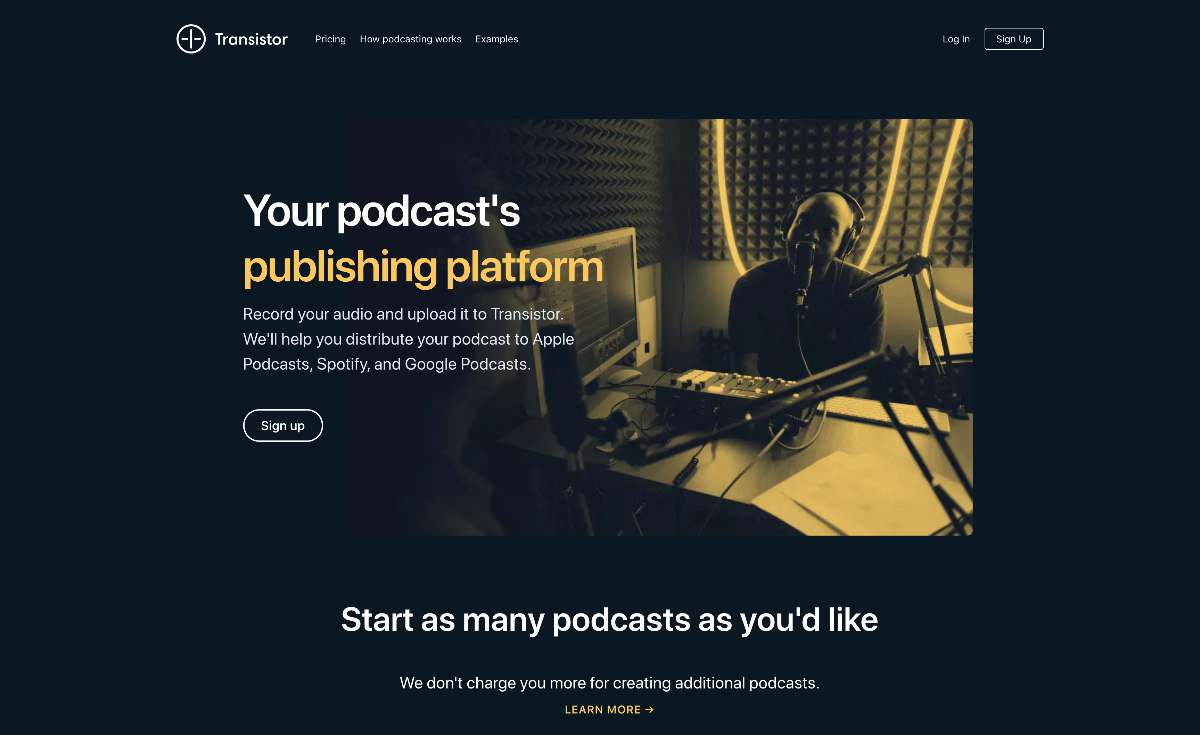 Transistor
Pricing
How podcasting works
Examples
Log In
Sign Up
Your podcast's
publishing platform
Record your audio and upload it to Transistor.
We'll help you distribute your podcast to Apple
Podcasts, Spotify, and Google Podcasts.
Sign up
Start as many podcasts as you'd like
We don't charge you more for creating additional podcasts.
LEARN MORE →